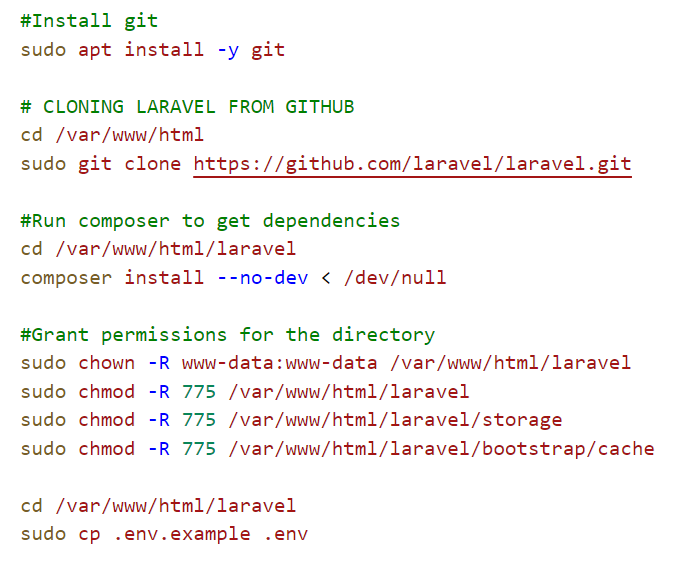 #Install git
sudo apt install -y git
# CLONING LARAVEL FROM GITHUB
cd /var/www/html
sudo git clone https://github.com/laravel/laravel.git
#Run composer to get dependencies
cd /var/www/html/laravel
composer install --no-dev < /dev/null
#Grant permissions for the directory
sudo chown -R www-data:www-data /var/www/html/laravel
sudo chmod -R 775 /var/www/html/laravel
sudo chmod -R 775 /var/www/html/laravel/storage
sudo chmod -R 775 /var/www/html/laravel/bootstrap/cache
cd /var/www/html/laravel
sudo cp .env.example .env